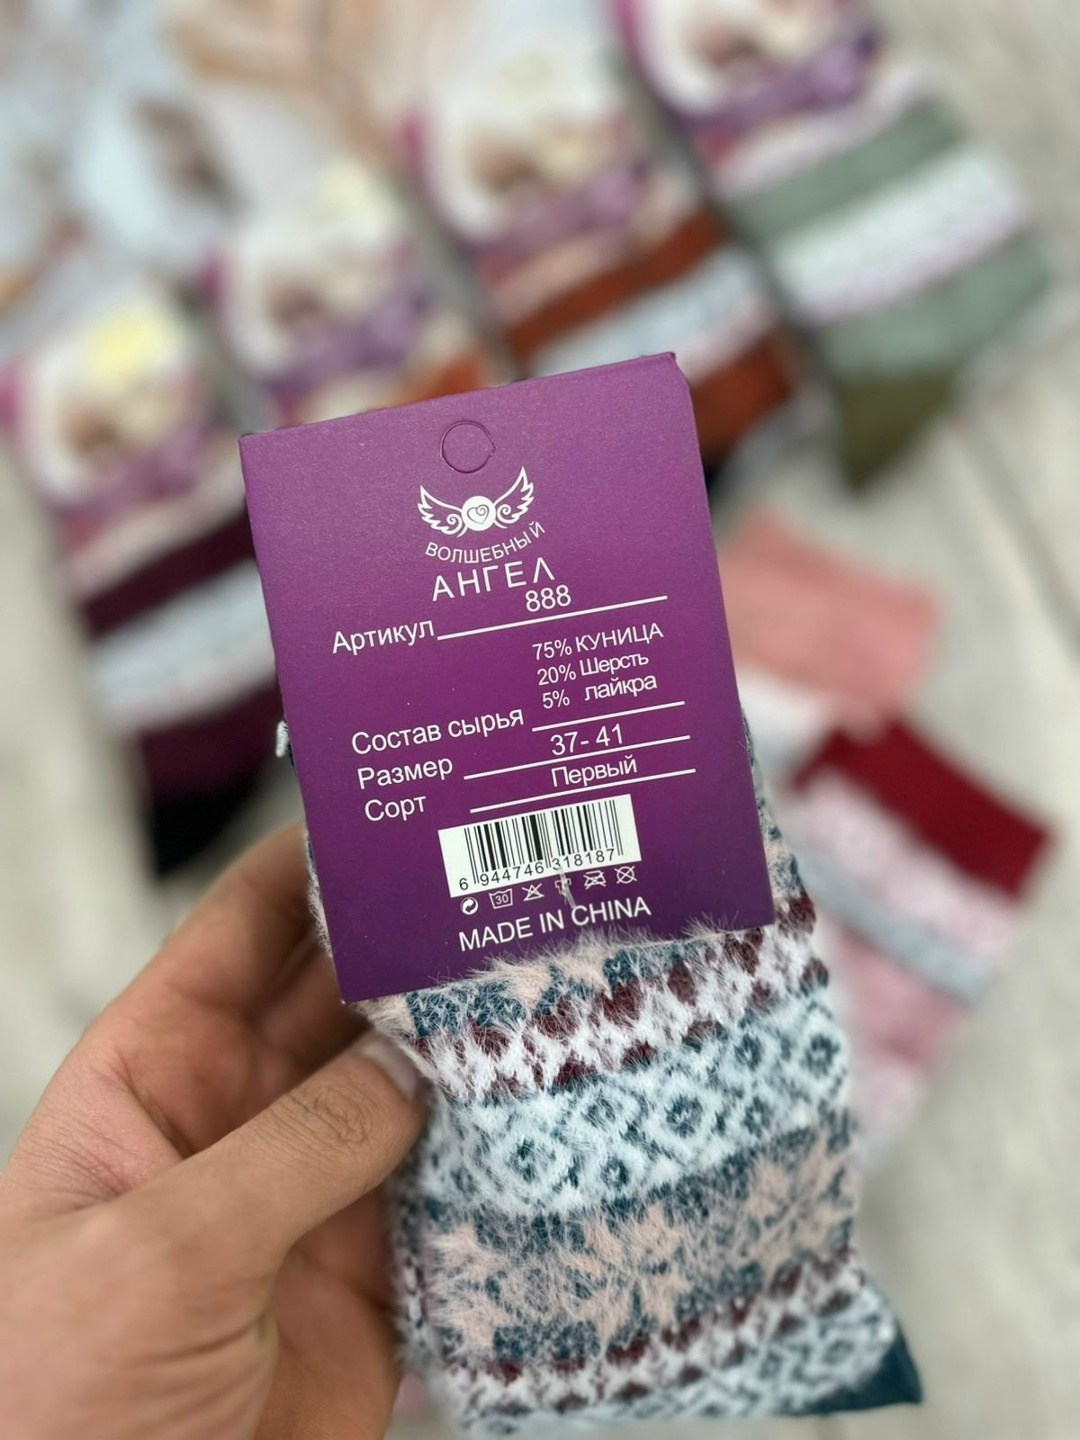 ВОЛШЕБНЫЙ
АНГЕЛ
Артикул 888
75% КУНИЦА
20% Шерсть
5% лайкра
Состав сырья
Размер 37-41
Сорт Первый
6 944746 318187
30
MADE IN CHINA